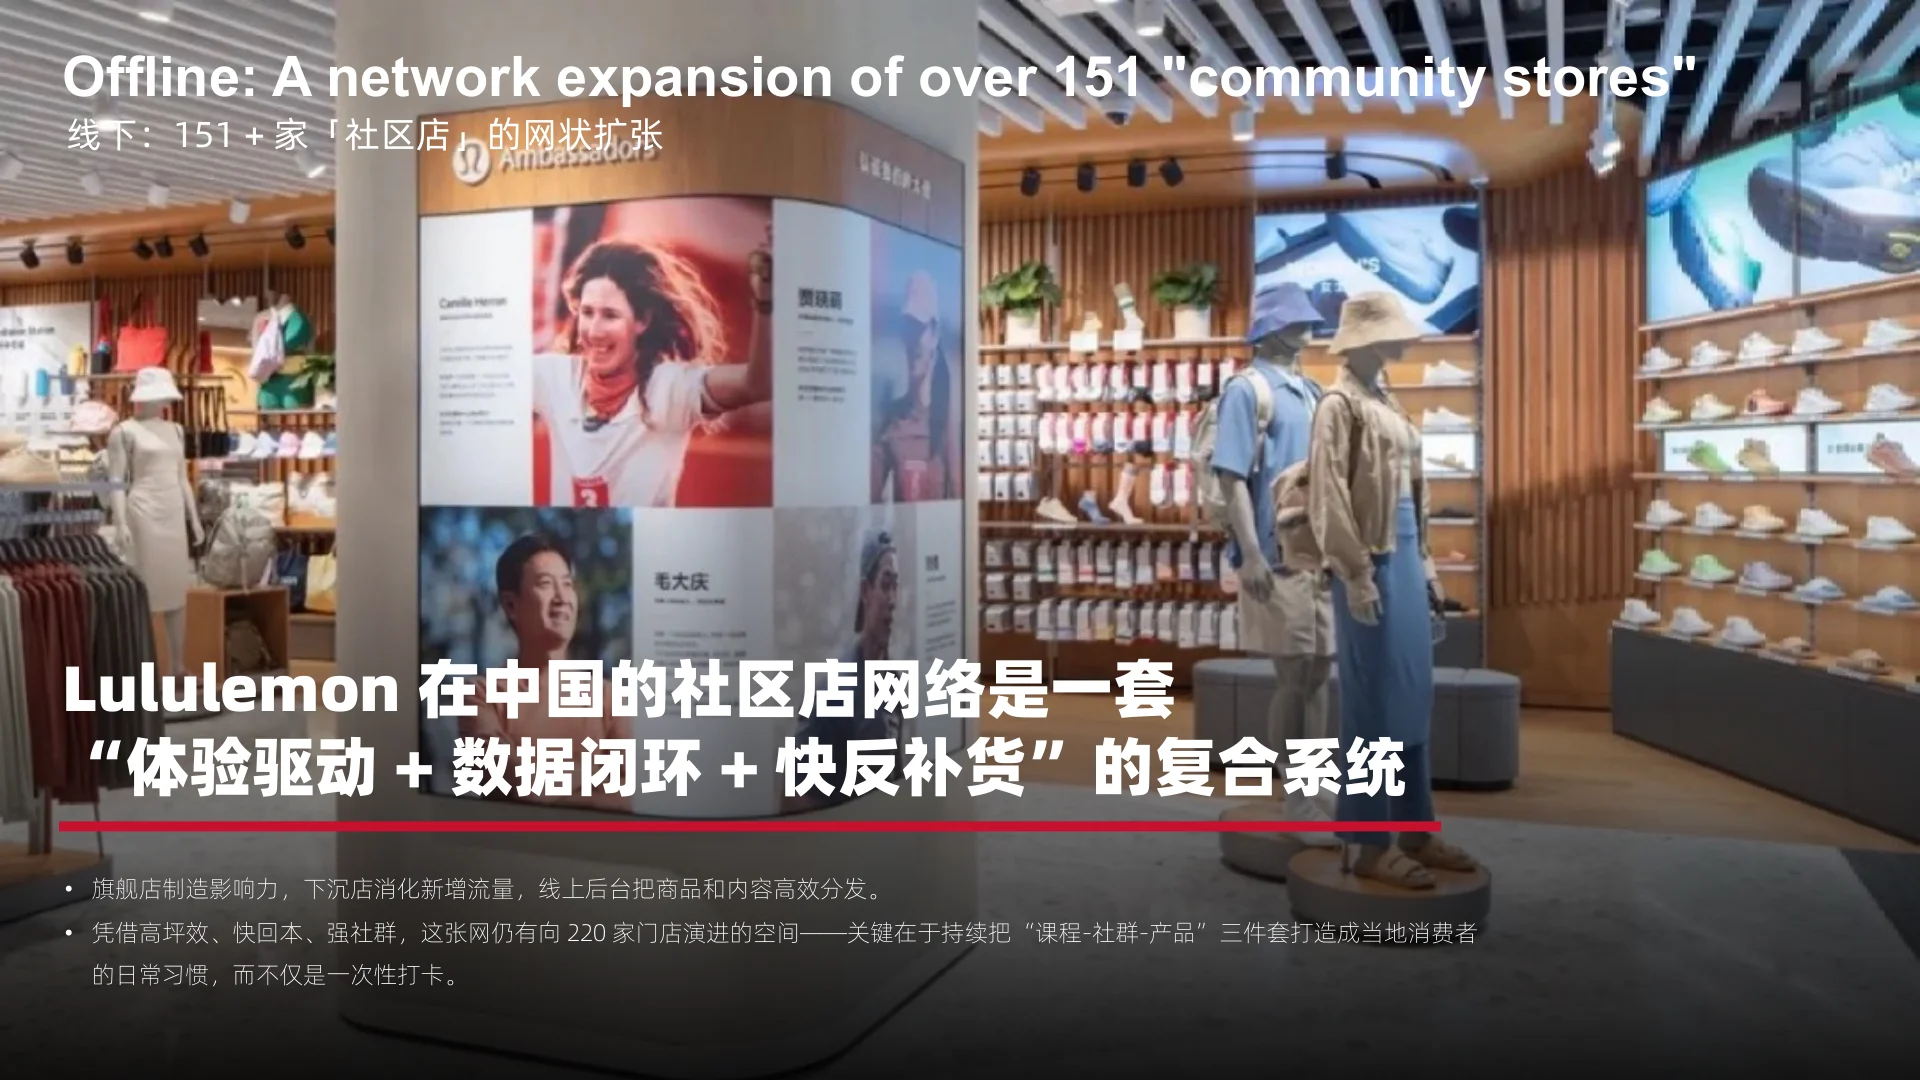 Offline: A network expansion of over 151 "community stores"
线下：151 + 家「社区店」的网状扩张
Ambassadors
Camille Herron
贾晓莉
WOMEN'S
毛大庆
Lululemon 在中国的社区店网络是一套
“体验驱动 + 数据闭环 + 快反补货”的复合系统
• 旗舰店制造影响力，下沉店消化新增流量，线上后台把商品和内容高效分发。
• 凭借高坪效、快回本、强社群，这张网仍有向 220 家门店演进的空间——关键在于持续把“课程-社群-产品”三件套打造成当地消费者
的日常习惯，而不仅是一次性打卡。